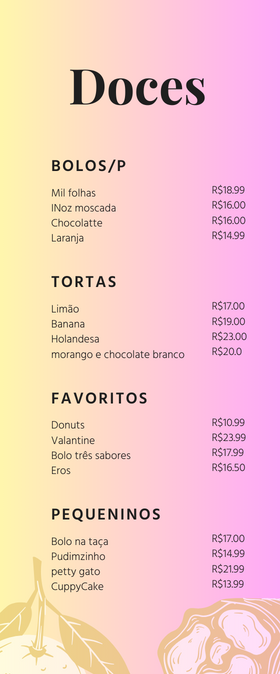 Doces
BOLOS/P
Mil folhas R$18.99
INoz moscada R$16.00
Chocolatte R$16.00
Laranja R$14.99
TORTAS
Limão R$17.00
Banana R$19.00
Holandesa R$23.00
morango e chocolate branco R$20.0
FAVORITOS
Donuts R$10.99
Valantine R$23.99
Bolo três sabores R$17.99
Eros R$16.50
PEQUENINOS
Bolo na taça R$17.00
Pudimzinho R$14.99
petty gato R$21.99
CuppyCake R$13.99